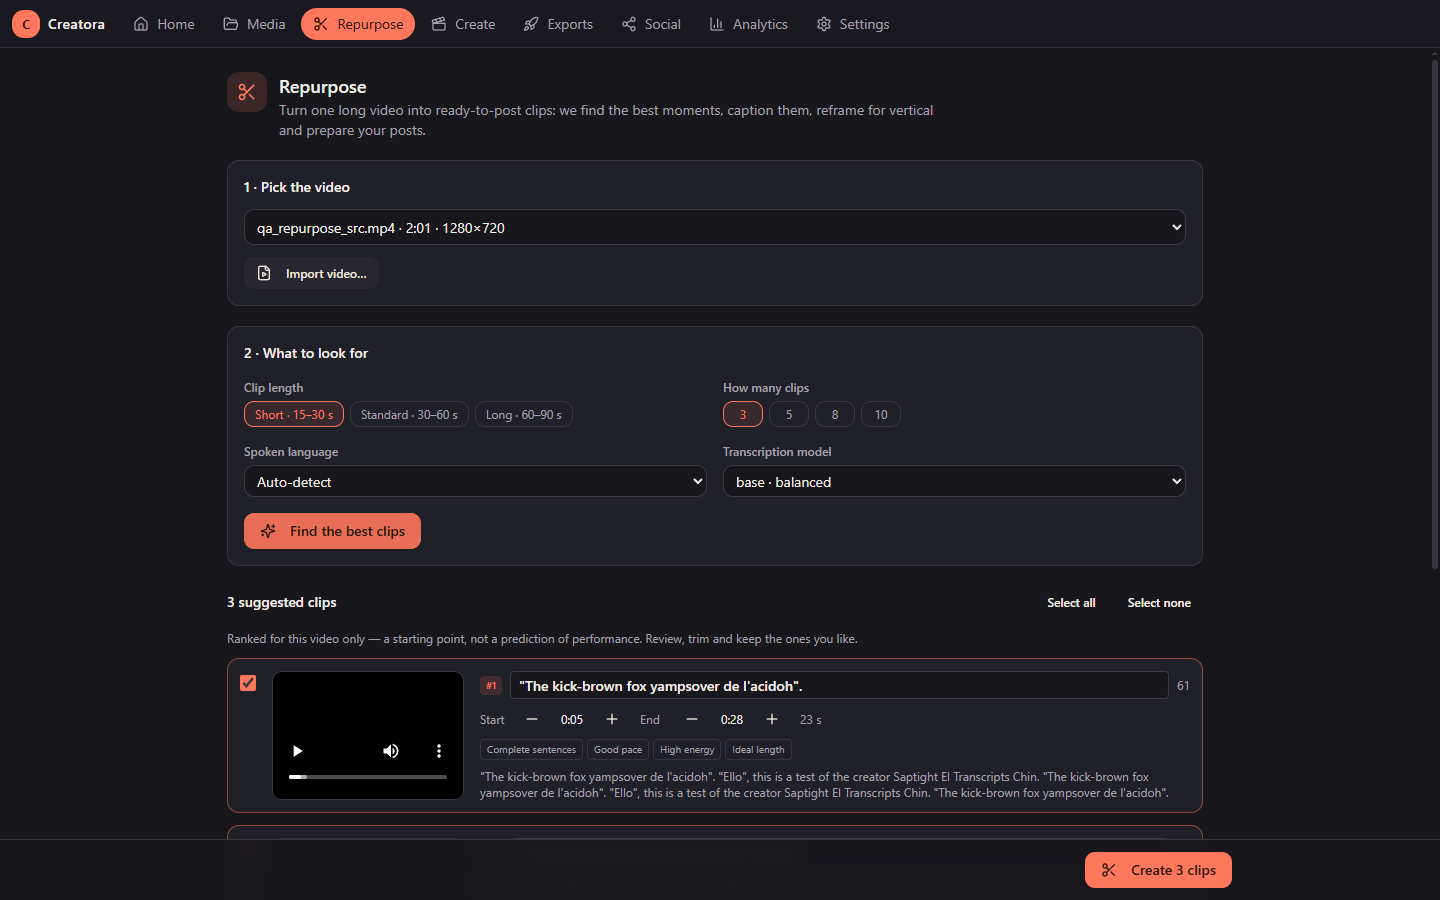 C Creatora Home Media Repurpose Create Exports Social Analytics Settings
Repurpose
Turn one long video into ready-to-post clips: we find the best moments, caption them, reframe for vertical
and prepare your posts.
1 · Pick the video
qa_repurpose_src.mp4 · 2:01 · 1280×720
Import video...
2 · What to look for
Clip length
Short · 15–30 s Standard · 30–60 s Long · 60–90 s
How many clips
3 5 8 10
Spoken language
Auto-detect
Transcription model
base · balanced
Find the best clips
3 suggested clips Select all Select none
Ranked for this video only — a starting point, not a prediction of performance. Review, trim and keep the ones you like.
#1 "The kick-brown fox yampsover de l'acidoh". 61
Start − 0:05 + End − 0:28 + 23 s
Complete sentences Good pace High energy Ideal length
"The kick-brown fox yampsover de l'acidoh". "Ello", this is a test of the creator Saptight El Transcripts Chin. "The kick-brown fox
yampsover de l'acidoh". "Ello", this is a test of the creator Saptight El Transcripts Chin. "The kick-brown fox yampsover de l'acidoh".
Create 3 clips